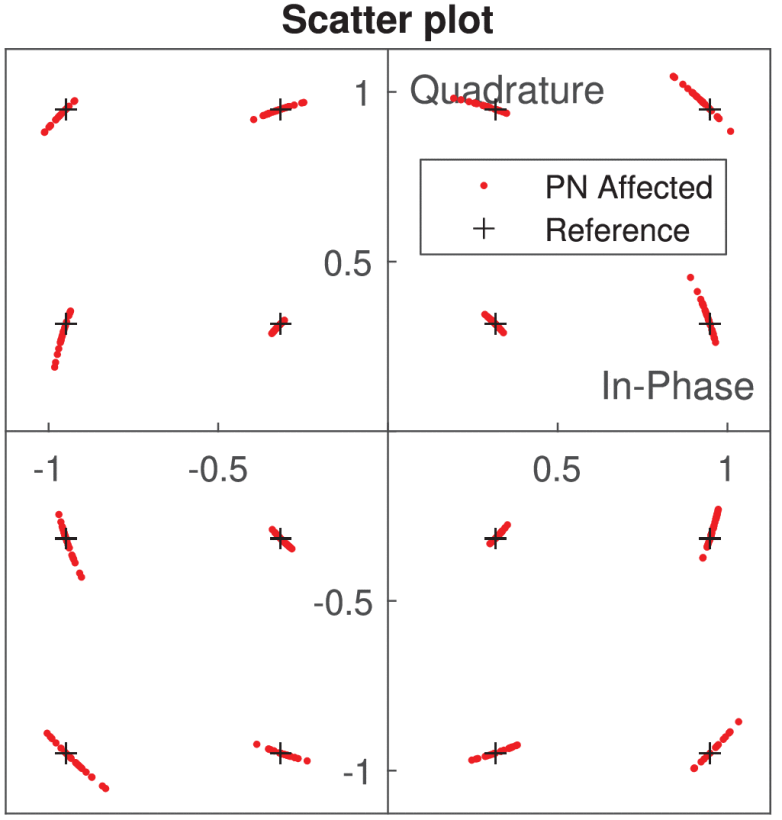 Scatter plot
1
Quadrature
PN Affected
Reference
0.5
In-Phase
-1
-0.5
0.5
1
-0.5
-1